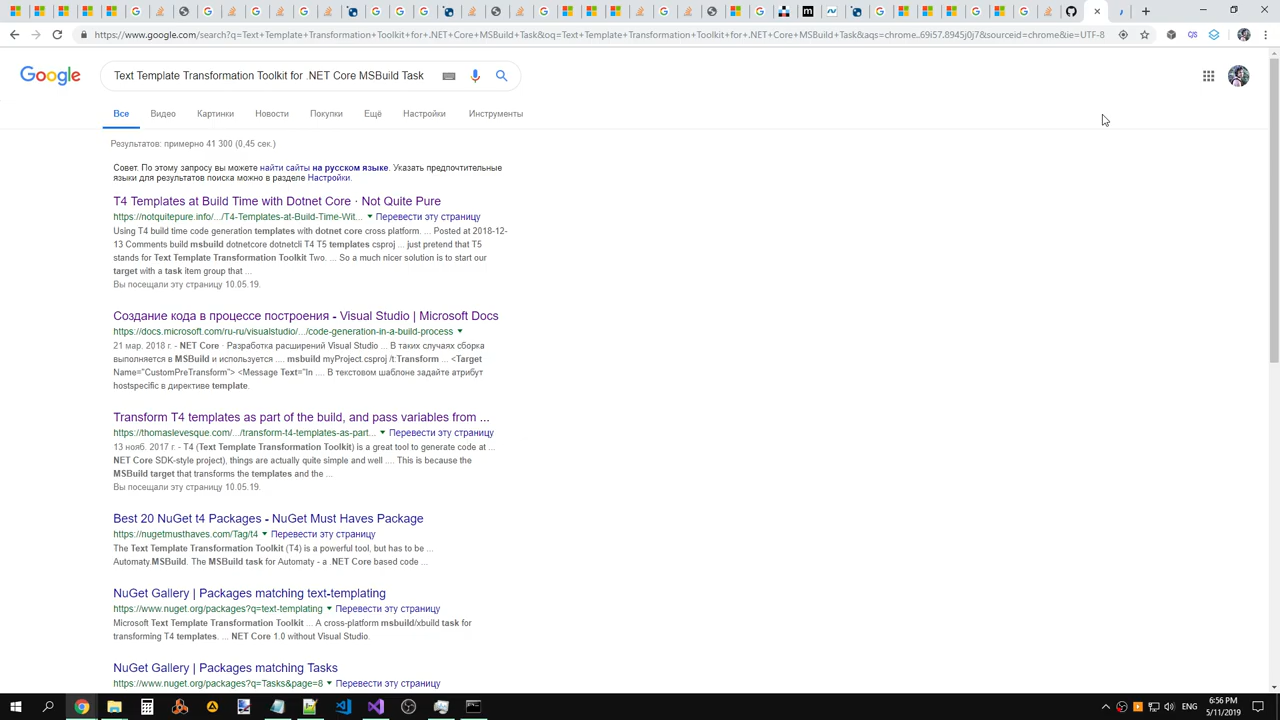 https://www.google.com/search?q=Text+Template+Transformation+Toolkit+for+.NET+Core+MSBuild+Task&oq=Text+Template+Transformation+Toolkit+for+.NET+Core+MSBuild+Task&aqs=chrome..69i57.8945j0j7&sourceid=chrome&ie=UTF-8
Google
Text Template Transformation Toolkit for .NET Core MSBuild Task
Все Видео Картинки Новости Покупки Ещё Настройки Инструменты
Результатов: примерно 41 300 (0,45 сек.)
Совет. По этому запросу вы можете найти сайты на русском языке. Указать предпочтительные
языки для результатов поиска можно в разделе Настройки.
T4 Templates at Build Time with Dotnet Core · Not Quite Pure
https://notquitepure.info/.../T4-Templates-at-Build-Time-Wit... Перевести эту страницу
Using T4 build time code generation templates with dotnet core cross platform. ... Posted at 2018-12-
13 Comments build msbuild dotnetcore dotnetcli T4 T5 templates csproj ... just pretend that T5
stands for Text Template Transformation Toolkit Two. ... So a much nicer solution is to start our
target with a task item group that ...
Вы посещали эту страницу 10.05.19.
Создание кода в процессе построения - Visual Studio | Microsoft Docs
https://docs.microsoft.com/ru-ru/visualstudio/.../code-generation-in-a-build-process
21 мар. 2018 г. - NET Core · Разработка расширений Visual Studio ... В таких случаях сборка
выполняется в MSBuild и используется .... msbuild myProject.csproj /t:Transform ... <Target
Name="CustomPreTransform"> <Message Text="In .... В текстовом шаблоне задайте атрибут
hostspecific в директиве template.
Transform T4 templates as part of the build, and pass variables from ...
https://thomaslevesque.com/.../transform-t4-templates-as-part... Перевести эту страницу
13 нояб. 2017 г. - T4 (Text Template Transformation Toolkit) is a great tool to generate code at ...
NET Core SDK-style project), things are actually quite simple and well .... This is because the
MSBuild target that transforms the templates and the ...
Вы посещали эту страницу 10.05.19.
Best 20 NuGet t4 Packages - NuGet Must Haves Package
https://nugetmusthaves.com/Tag/t4 Перевести эту страницу
The Text Template Transformation Toolkit (T4) is a powerful tool, but has to be ...
Automaty.MSBuild. The MSBuild task for Automaty - a .NET Core based code ...
NuGet Gallery | Packages matching text-templating
https://www.nuget.org/packages?q=text-templating Перевести эту страницу
Microsoft Text Template Transformation Toolkit ... A cross-platform msbuild/xbuild task for
transforming T4 templates. ... NET Core 1.0 without Visual Studio.
NuGet Gallery | Packages matching Tasks
https://www.nuget.org/packages?q=Tasks&page=8 Перевести эту страницу
ENG
6:56 PM
5/11/2019